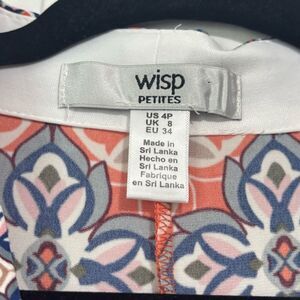 wisp
PETITES
US 4P
UK 8
EU 34
Made in
Sri Lanka
Hecho en
Sri Lanka
Fabrique
en Sri Lanka